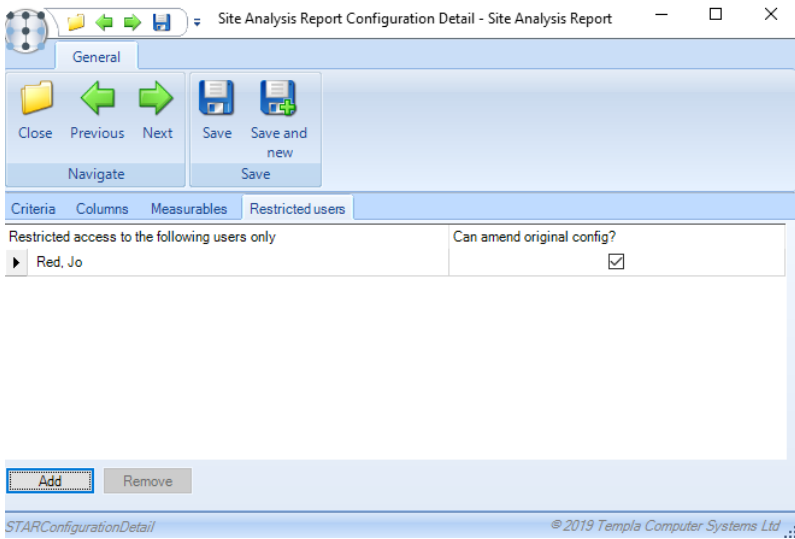 Site Analysis Report Configuration Detail - Site Analysis Report
General
Close Previous Next Save Save and new
Navigate Save
Criteria Columns Measurables Restricted users
Restricted access to the following users only Can amend original config?
Red, Jo
Add Remove
STARConfigurationDetail © 2019 Templa Computer Systems Ltd